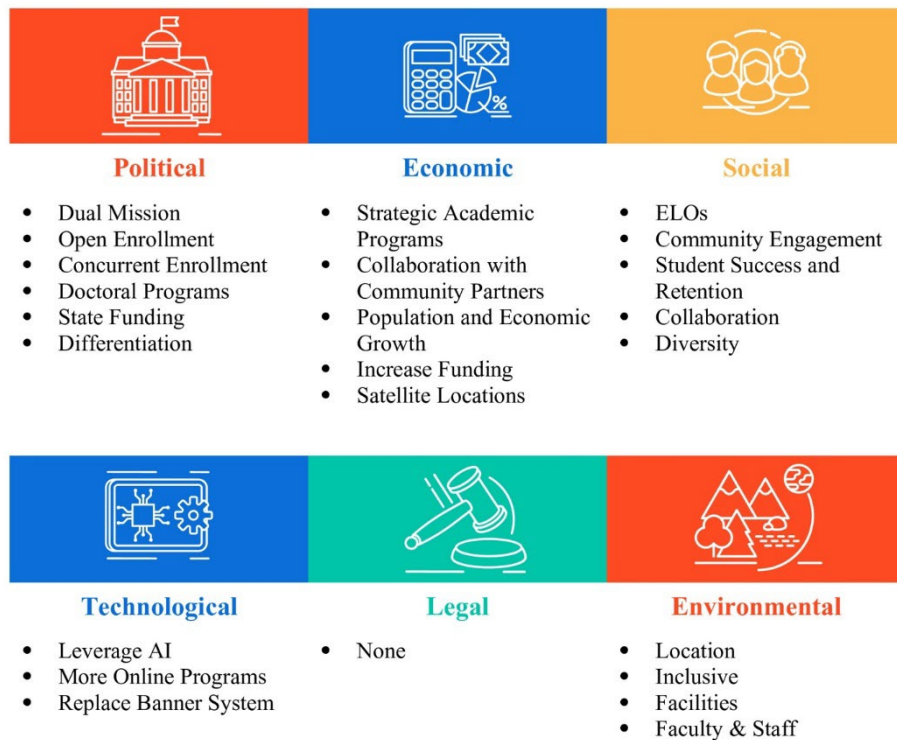 %
Political
Dual Mission
Open Enrollment
Concurrent Enrollment
Doctoral Programs
State Funding
Differentiation
Economic
Strategic Academic
Programs
Collaboration with
Community Partners
Population and Economic
Growth
Increase Funding
Satellite Locations
Social
ELOs
Community Engagement
Student Success and
Retention
Collaboration
Diversity
Technological
Leverage AI
More Online Programs
Replace Banner System
Legal
None
Environmental
Location
Inclusive
Facilities
Faculty & Staff